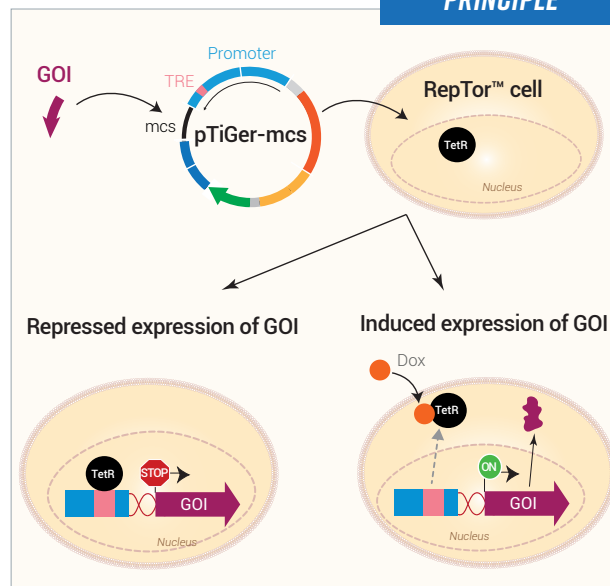 PRINCIPLE
GOI
Promoter
TRE
mcs
pTiGer-mcs
RepTor™ cell
TetR
Nucleus
Repressed expression of GOI
Induced expression of GOI
Dox
TetR
TetR
STOP
ON
GOI
GOI
Nucleus
Nucleus